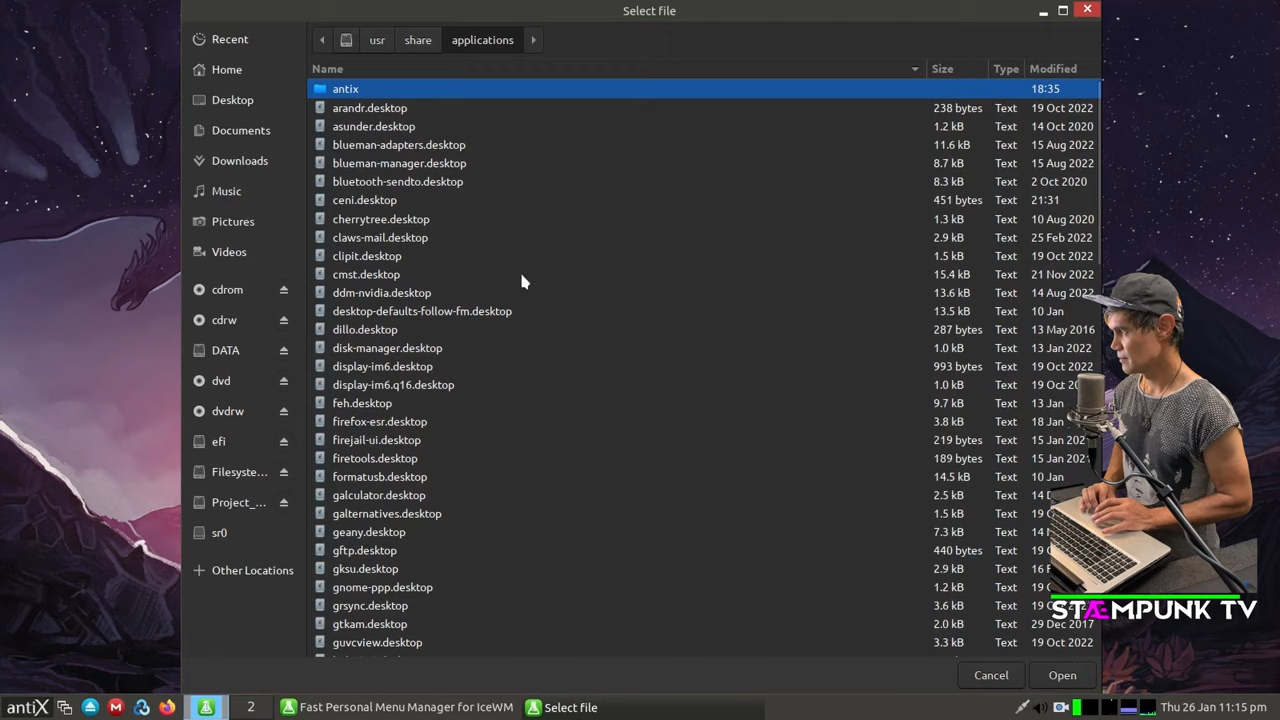 Select file
usr share applications
Name Size Type Modified
Recent
Home
Desktop
Documents
Downloads
Music
Pictures
Videos
cdrom
cdrw
DATA
dvd
dvdrw
efi
Filesyste...
Project_...
sr0
Other Locations
antix 18:35
arandr.desktop 238 bytes Text 19 Oct 2022
asunder.desktop 1.2 kB Text 14 Oct 2020
blueman-adapters.desktop 11.6 kB Text 15 Aug 2022
blueman-manager.desktop 8.7 kB Text 15 Aug 2022
bluetooth-sendto.desktop 8.3 kB Text 2 Oct 2020
ceni.desktop 451 bytes Text 21:31
cherrytree.desktop 1.3 kB Text 10 Aug 2020
claws-mail.desktop 2.9 kB Text 25 Feb 2022
clipit.desktop 1.5 kB Text 19 Oct 2022
cmst.desktop 15.4 kB Text 21 Nov 2022
ddm-nvidia.desktop 13.6 kB Text 14 Aug 2022
desktop-defaults-follow-fm.desktop 13.5 kB Text 10 Jan
dillo.desktop 287 bytes Text 13 May 2016
disk-manager.desktop 1.0 kB Text 13 Jan 2022
display-im6.desktop 993 bytes Text 19 Oct 2022
display-im6.q16.desktop 1.0 kB Text 19 Oct 20
feh.desktop 9.7 kB Text 13 Jan
firefox-esr.desktop 3.8 kB Text 18 Jan
firejail-ui.desktop 219 bytes Text 15 Jan 202
firetools.desktop 189 bytes Text 15 Jan 202
formatusb.desktop 14.5 kB Text 10 Jan
galculator.desktop 2.5 kB Text 14
galternatives.desktop 1.5 kB Text 19
geany.desktop 7.3 kB Text 14
gftp.desktop 440 bytes Text 19
gksu.desktop 2.9 kB Text 16
gnome-ppp.desktop 1.2 kB Text 19
grsync.desktop 3.6 kB Text 19
gtkam.desktop 2.0 kB Text 29 Dec 2017
guvcview.desktop 3.3 kB Text 19 Oct 2022
Cancel Open
STÆMPUNK TV
antiX 2 Fast Personal Menu Manager for IceWM Select file Thu 26 Jan 11:15 pm